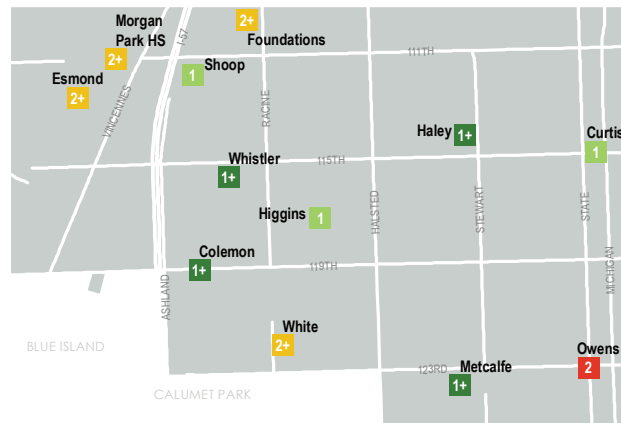 Morgan
Park HS
2+
2+
Foundations
I-57
111TH
Esmond
2+
Shoop
1
VINCENNES
RACINE
Haley
1+
Curtis
1
Whistler
1+
115TH
Higgins
1
HALSTED
STEWART
STATE
MICHIGAN
Colemon
1+
119TH
ASHLAND
White
2+
BLUE ISLAND
Owens
2
123RD
Metcalfe
1+
CALUMET PARK